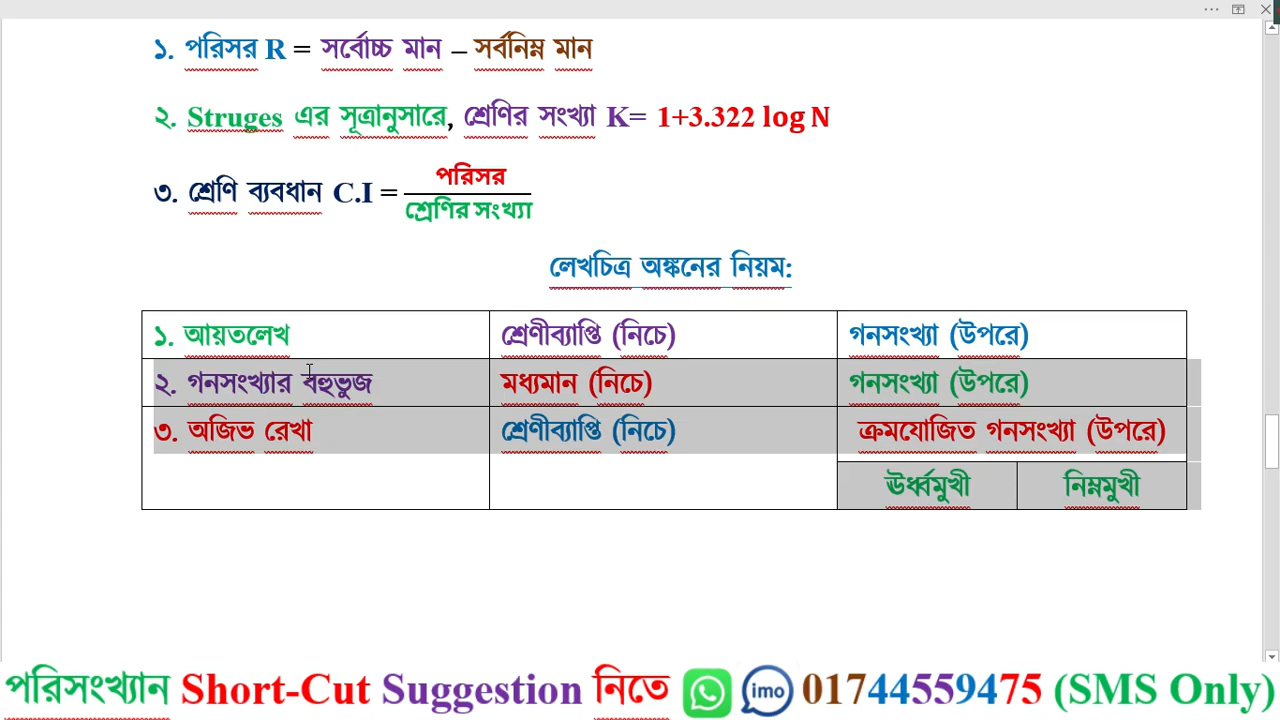 ১. পরিসর R = সর্বোচ্চ মান – সর্বনিম্ন মান
২. Struges এর সূত্রানুসারে, শ্রেণির সংখ্যা K= 1+3.322 log N
৩. শ্রেণি ব্যবধান C.I = পরিসর
শ্রেণির সংখ্যা
লেখচিত্র অঙ্কনের নিয়ম:
১. আয়তলেখ শ্রেণীব্যাপ্তি (নিচে) গনসংখ্যা (উপরে)
২. গনসংখ্যার বহুভুজ মধ্যমান (নিচে) গনসংখ্যা (উপরে)
৩. অজিভ রেখা শ্রেণীব্যাপ্তি (নিচে) ক্রমযোজিত গনসংখ্যা (উপরে)
ঊর্ধ্বমুখী নিম্নমুখী
পরিসংখ্যান Short-Cut Suggestion নিতে imo 01744559475 (SMS Only)